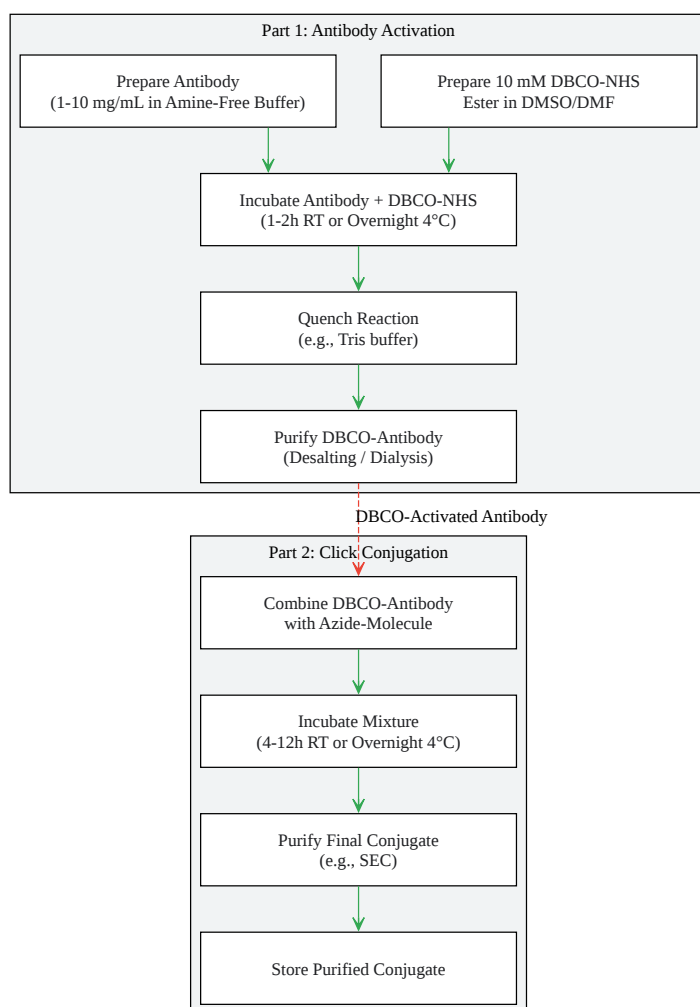 Part 1: Antibody Activation
Prepare Antibody
(1-10 mg/mL in Amine-Free Buffer)
Prepare 10 mM DBCO-NHS
Ester in DMSO/DMF
Incubate Antibody + DBCO-NHS
(1-2h RT or Overnight 4°C)
Quench Reaction
(e.g., Tris buffer)
Purify DBCO-Antibody
(Desalting / Dialysis)
DBCO-Activated Antibody
Part 2: Click Conjugation
Combine DBCO-Antibody
with Azide-Molecule
Incubate Mixture
(4-12h RT or Overnight 4°C)
Purify Final Conjugate
(e.g., SEC)
Store Purified Conjugate